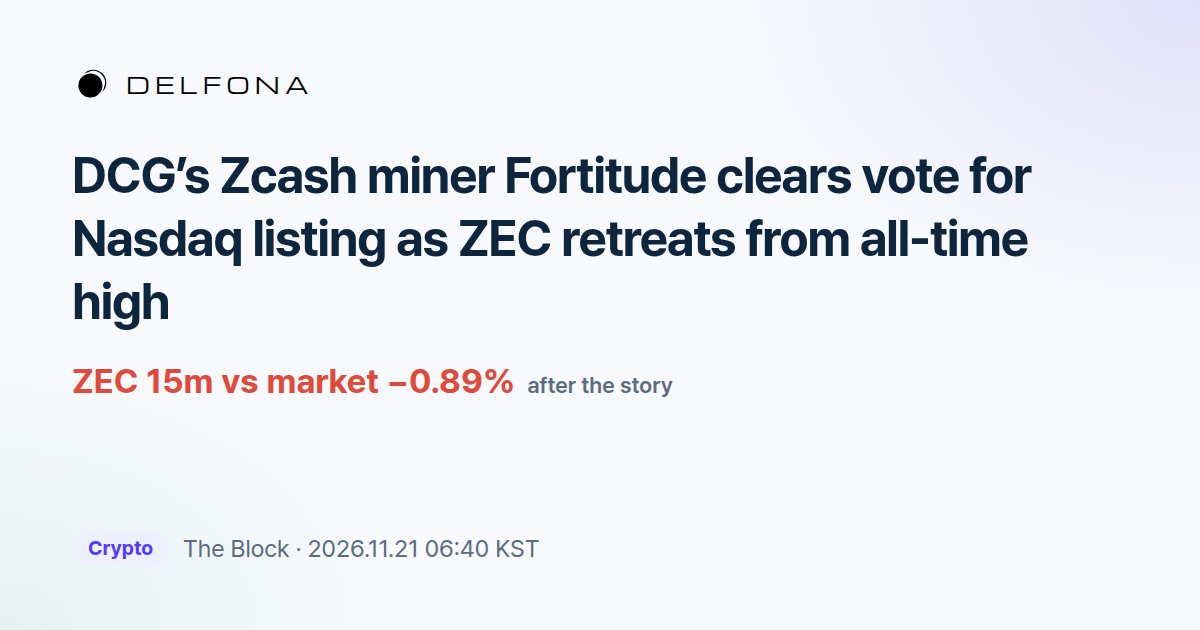 DELFONA
DCG’s Zcash miner Fortitude clears vote for
Nasdaq listing as ZEC retreats from all-time
high
ZEC 15m vs market −0.89% after the story
Crypto The Block · 2026.11.21 06:40 KST